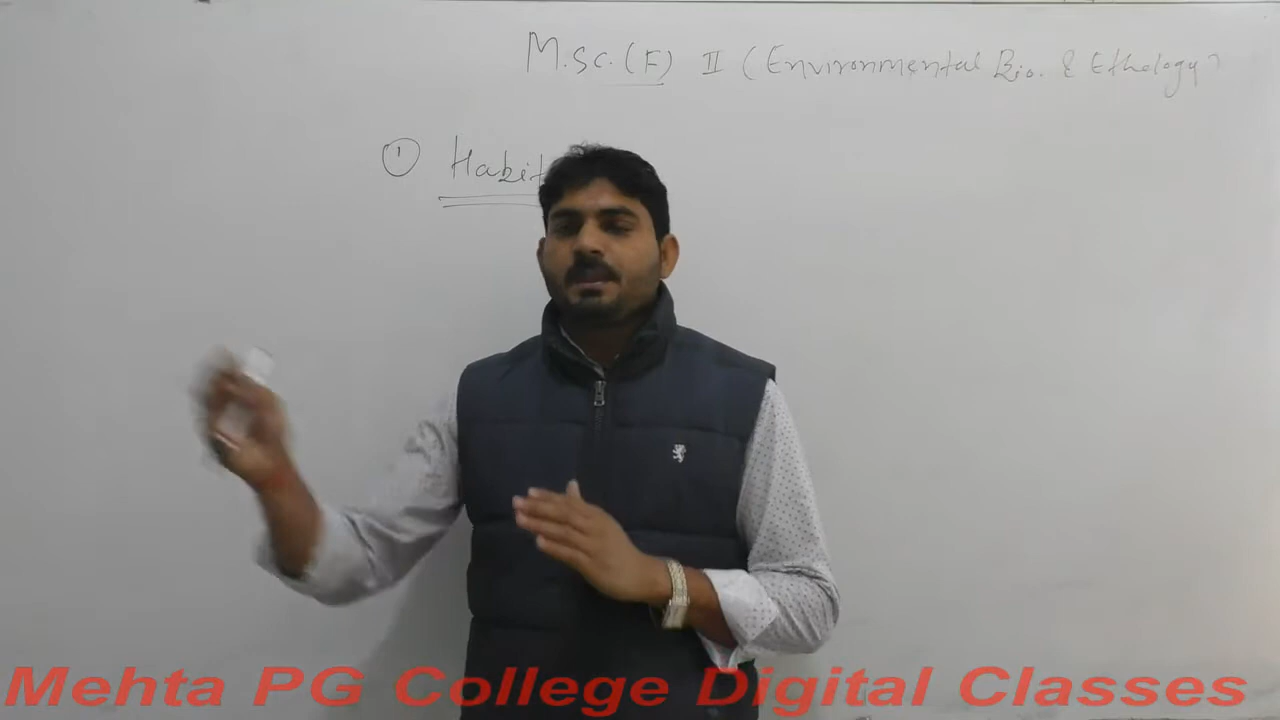 M.Sc. (F) II (Environmental Bio. & Ethology)
① Habit
Mehta PG College Digital Classes